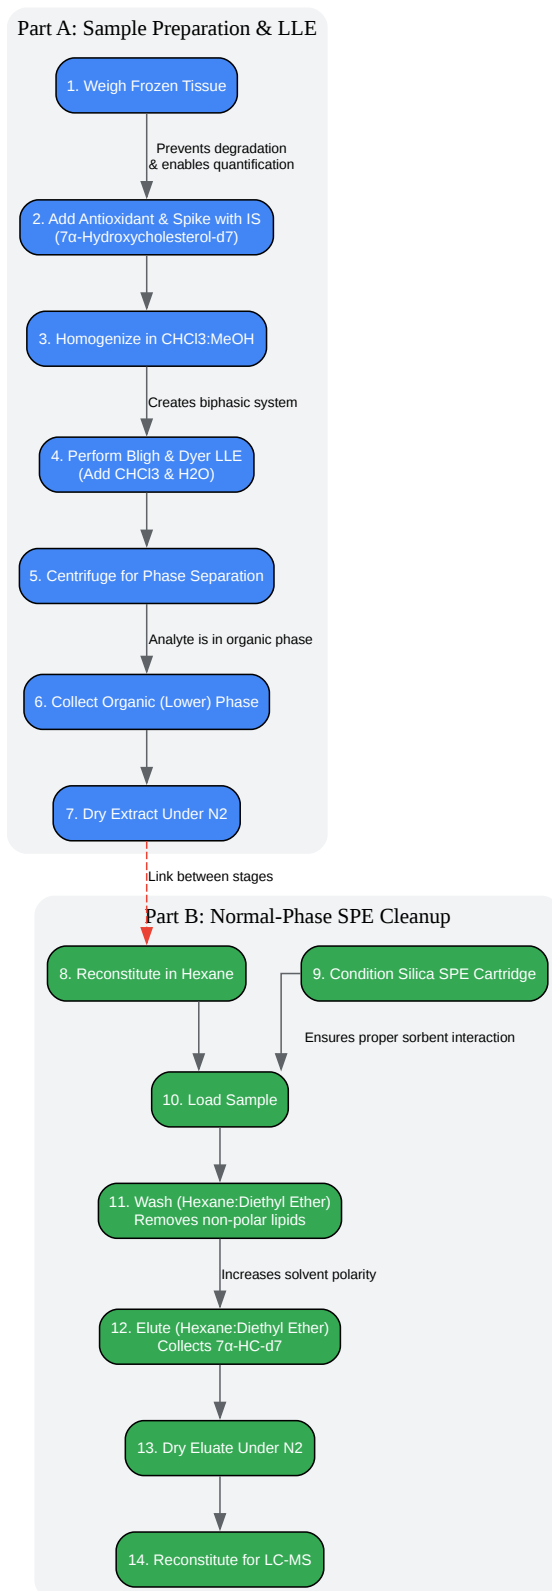 Part A: Sample Preparation & LLE
1. Weigh Frozen Tissue
Prevents degradation
& enables quantification
2. Add Antioxidant & Spike with IS
(7α-Hydroxycholesterol-d7)
3. Homogenize in CHCl3:MeOH
Creates biphasic system
4. Perform Bligh & Dyer LLE
(Add CHCl3 & H2O)
5. Centrifuge for Phase Separation
Analyte is in organic phase
6. Collect Organic (Lower) Phase
7. Dry Extract Under N2
Link between stages
Part B: Normal-Phase SPE Cleanup
8. Reconstitute in Hexane
9. Condition Silica SPE Cartridge
Ensures proper sorbent interaction
10. Load Sample
11. Wash (Hexane:Diethyl Ether)
Removes non-polar lipids
Increases solvent polarity
12. Elute (Hexane:Diethyl Ether)
Collects 7α-HC-d7
13. Dry Eluate Under N2
14. Reconstitute for LC-MS